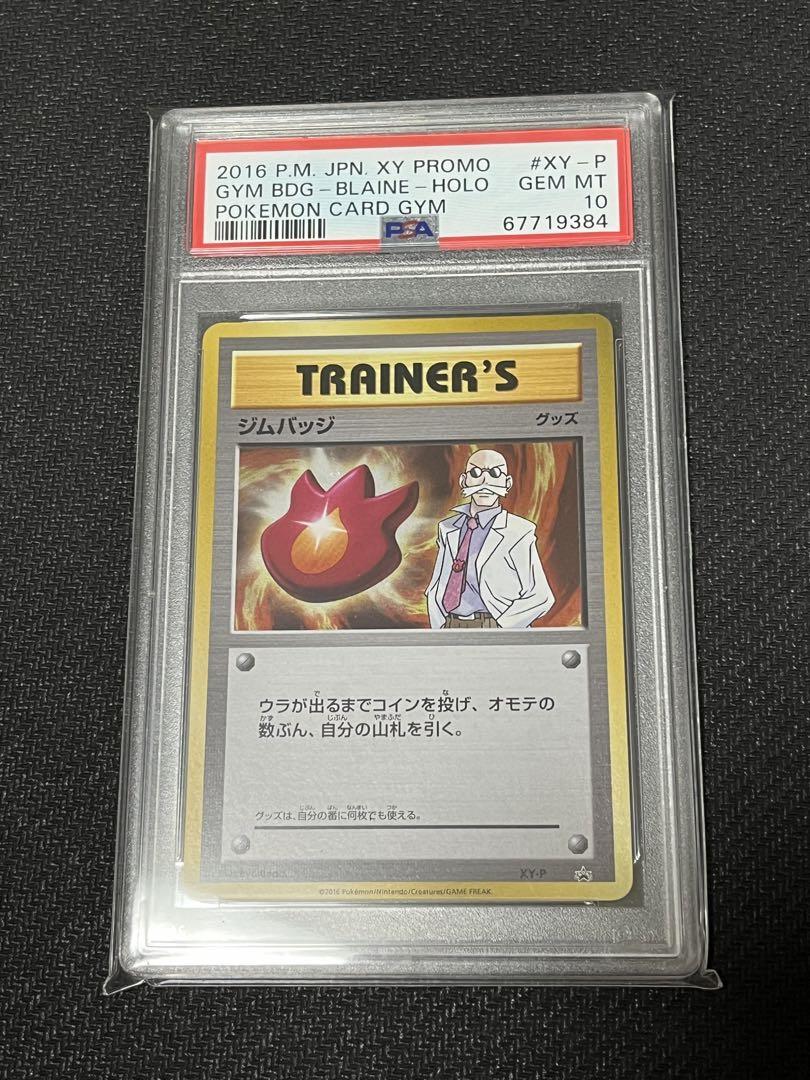 2016 P.M. JPN. XY PROMO #XY-P
GYM BDG-BLAINE-HOLO GEM MT
POKEMON CARD GYM 10
PSA 67719384
TRAINER'S
ジムバッジ グッズ
ウラが出るまでコインを投げ、オモテの
数ぶん、自分の山札を引く。
グッズは、自分の番に何枚でも使える。
XY-P
©2016 Pokémon/Nintendo/Creatures/GAME FREAK.